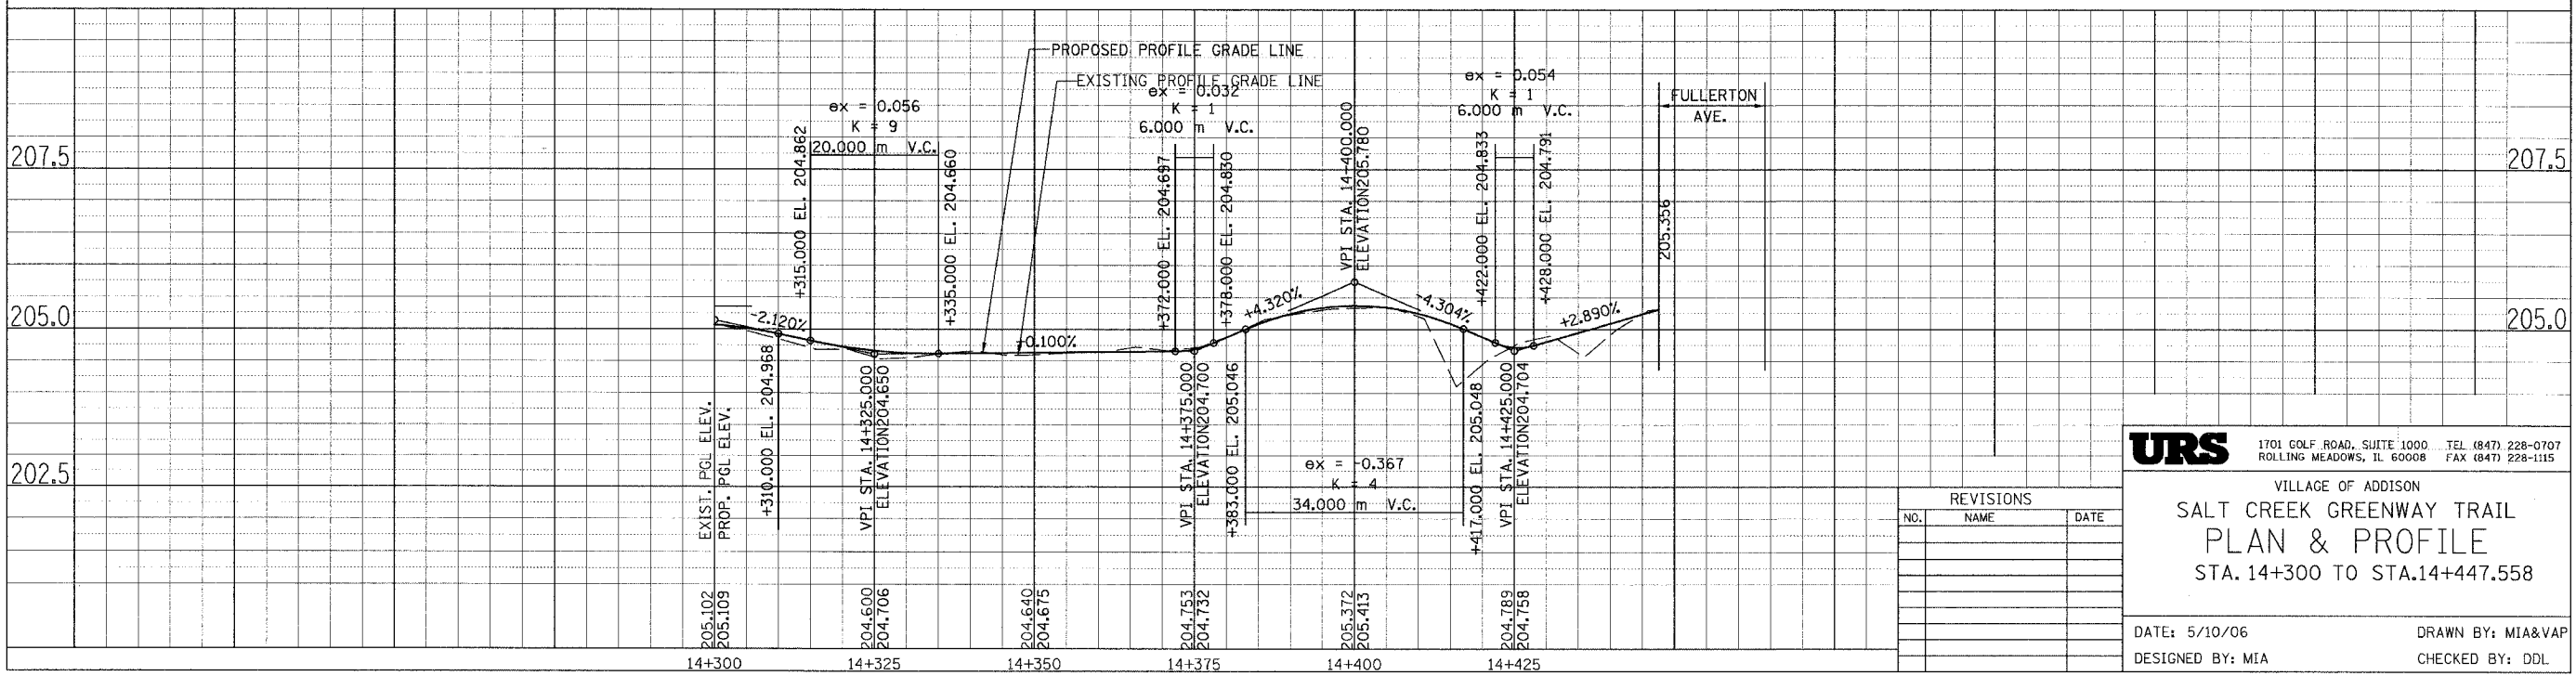 PROPOSED PROFILE GRADE LINE
EXISTING PROFILE GRADE LINE
ex = 0.056
K = 9
20.000 m V.C.
ex = 0.032
K = 1
6.000 m V.C.
ex = 0.054
K = 1
6.000 m V.C.
FULLERTON
AVE.
207.5
207.5
+315.000 EL. 204.862
+335.000 EL. 204.660
+372.000 EL. 204.697
+378.000 EL. 204.830
VPI STA. 14+400.000
ELEVATION205.780
+422.000 EL. 204.833
+428.000 EL. 204.791
205.356
205.0
205.0
-2.120%
+0.100%
+4.320%
-4.304%
+2.890%
EXIST. PGL ELEV.
PROP. PGL ELEV.
+310.000 EL. 204.968
VPI STA. 14+325.000
ELEVATION204.650
VPI STA. 14+375.000
ELEVATION204.700
+383.000 EL. 205.046
ex = -0.367
K = 4
34.000 m V.C.
+417.000 EL. 205.048
VPI STA. 14+425.000
ELEVATION204.704
202.5
205.102
205.109
204.600
204.706
204.640
204.675
204.753
204.732
205.372
205.413
204.789
204.758
14+300
14+325
14+350
14+375
14+400
14+425
REVISIONS
NO. NAME DATE
URS
1701 GOLF ROAD, SUITE 1000 TEL (847) 228-0707
ROLLING MEADOWS, IL 60008 FAX (847) 228-1115
VILLAGE OF ADDISON
SALT CREEK GREENWAY TRAIL
PLAN & PROFILE
STA. 14+300 TO STA.14+447.558
DATE: 5/10/06 DRAWN BY: MIA&VAP
DESIGNED BY: MIA CHECKED BY: DDL